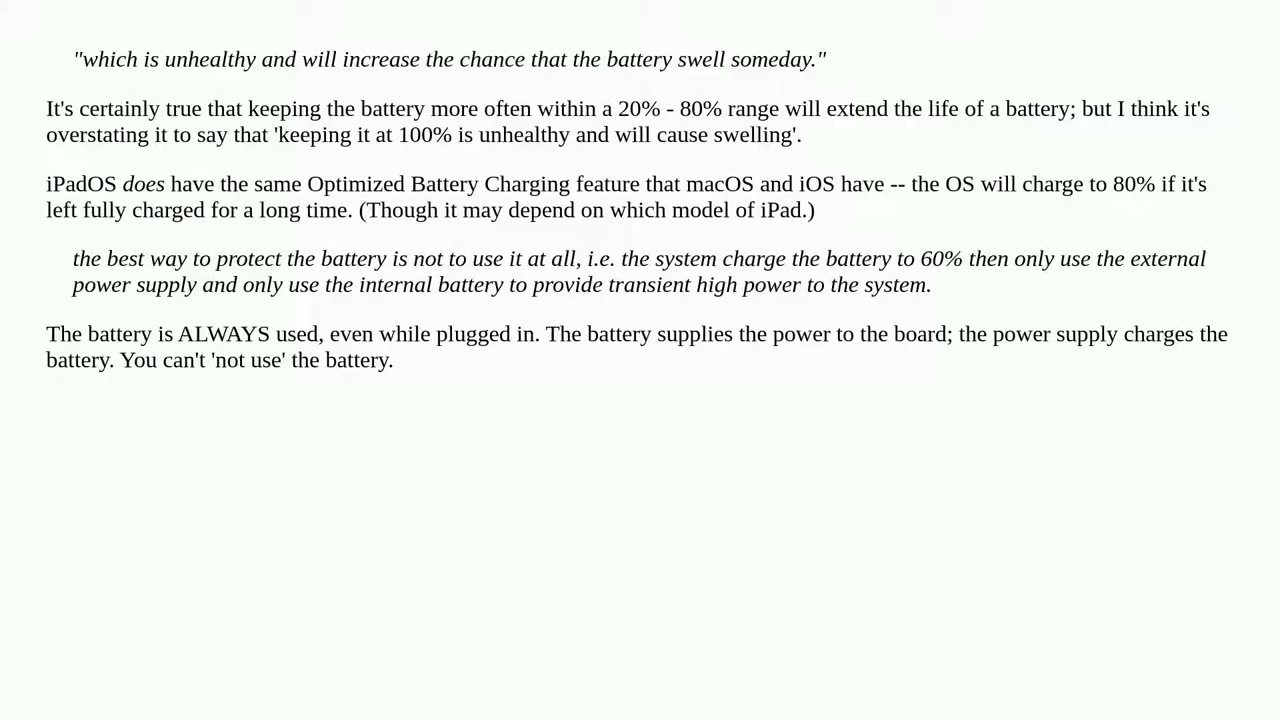 "which is unhealthy and will increase the chance that the battery swell someday."
It's certainly true that keeping the battery more often within a 20% - 80% range will extend the life of a battery; but I think it's
overstating it to say that 'keeping it at 100% is unhealthy and will cause swelling'.
iPadOS does have the same Optimized Battery Charging feature that macOS and iOS have -- the OS will charge to 80% if it's
left fully charged for a long time. (Though it may depend on which model of iPad.)
the best way to protect the battery is not to use it at all, i.e. the system charge the battery to 60% then only use the external
power supply and only use the internal battery to provide transient high power to the system.
The battery is ALWAYS used, even while plugged in. The battery supplies the power to the board; the power supply charges the
battery. You can't 'not use' the battery.